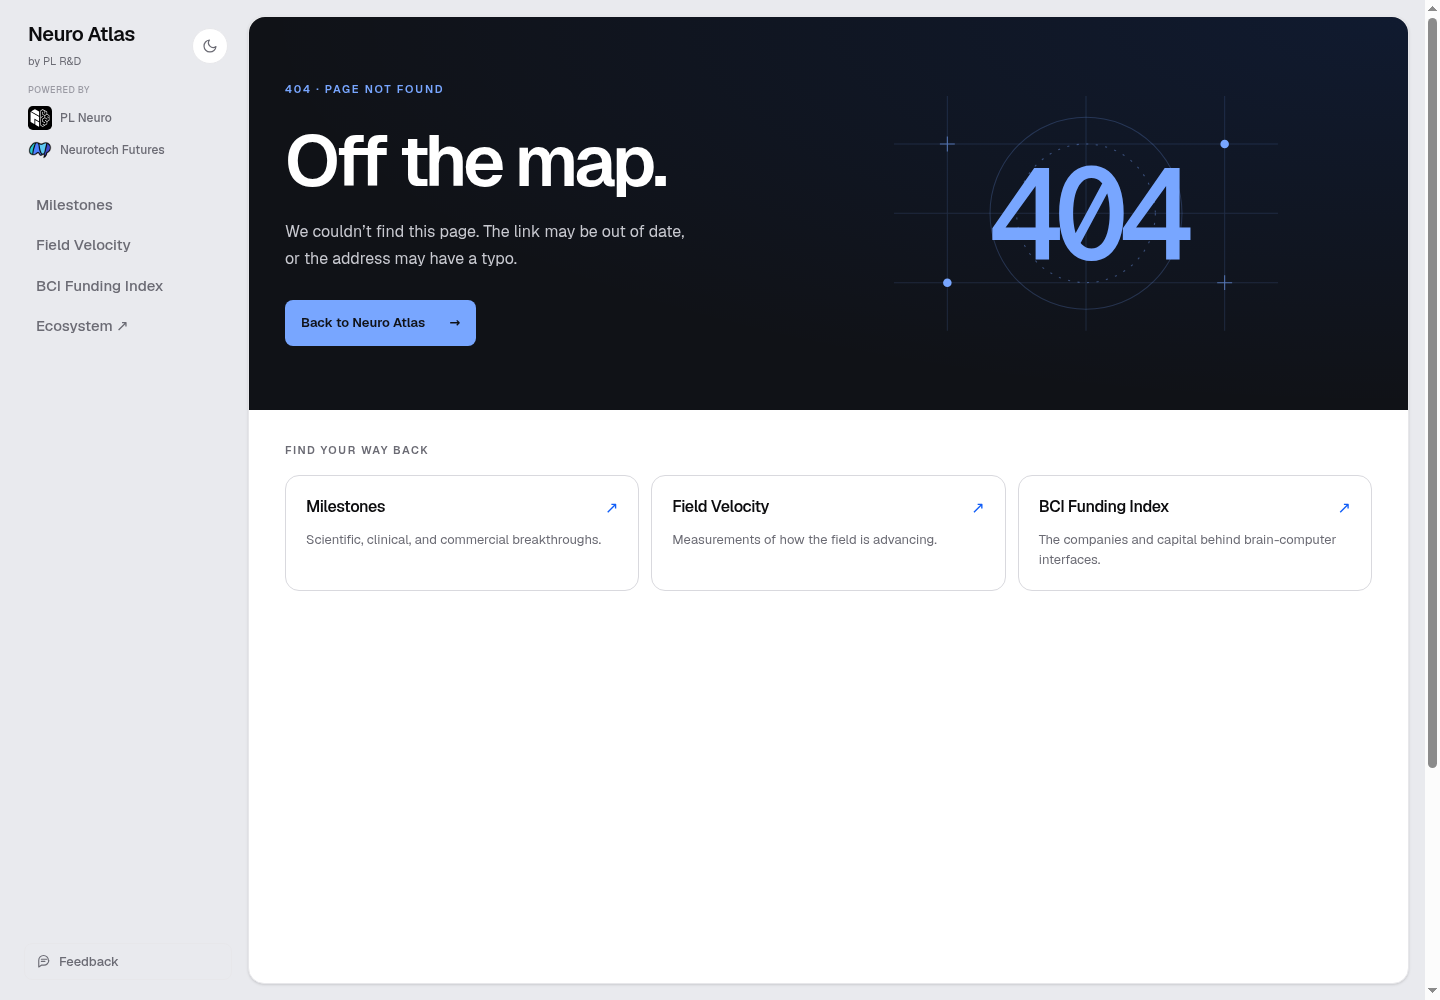 Neuro Atlas
by PL R&D
POWERED BY
PL Neuro
Neurotech Futures
Milestones
Field Velocity
BCI Funding Index
Ecosystem ↗
Feedback
404 · PAGE NOT FOUND
Off the map.
We couldn’t find this page. The link may be out of date,
or the address may have a typo.
Back to Neuro Atlas →
404
FIND YOUR WAY BACK
Milestones ↗
Scientific, clinical, and commercial breakthroughs.
Field Velocity ↗
Measurements of how the field is advancing.
BCI Funding Index ↗
The companies and capital behind brain-computer
interfaces.